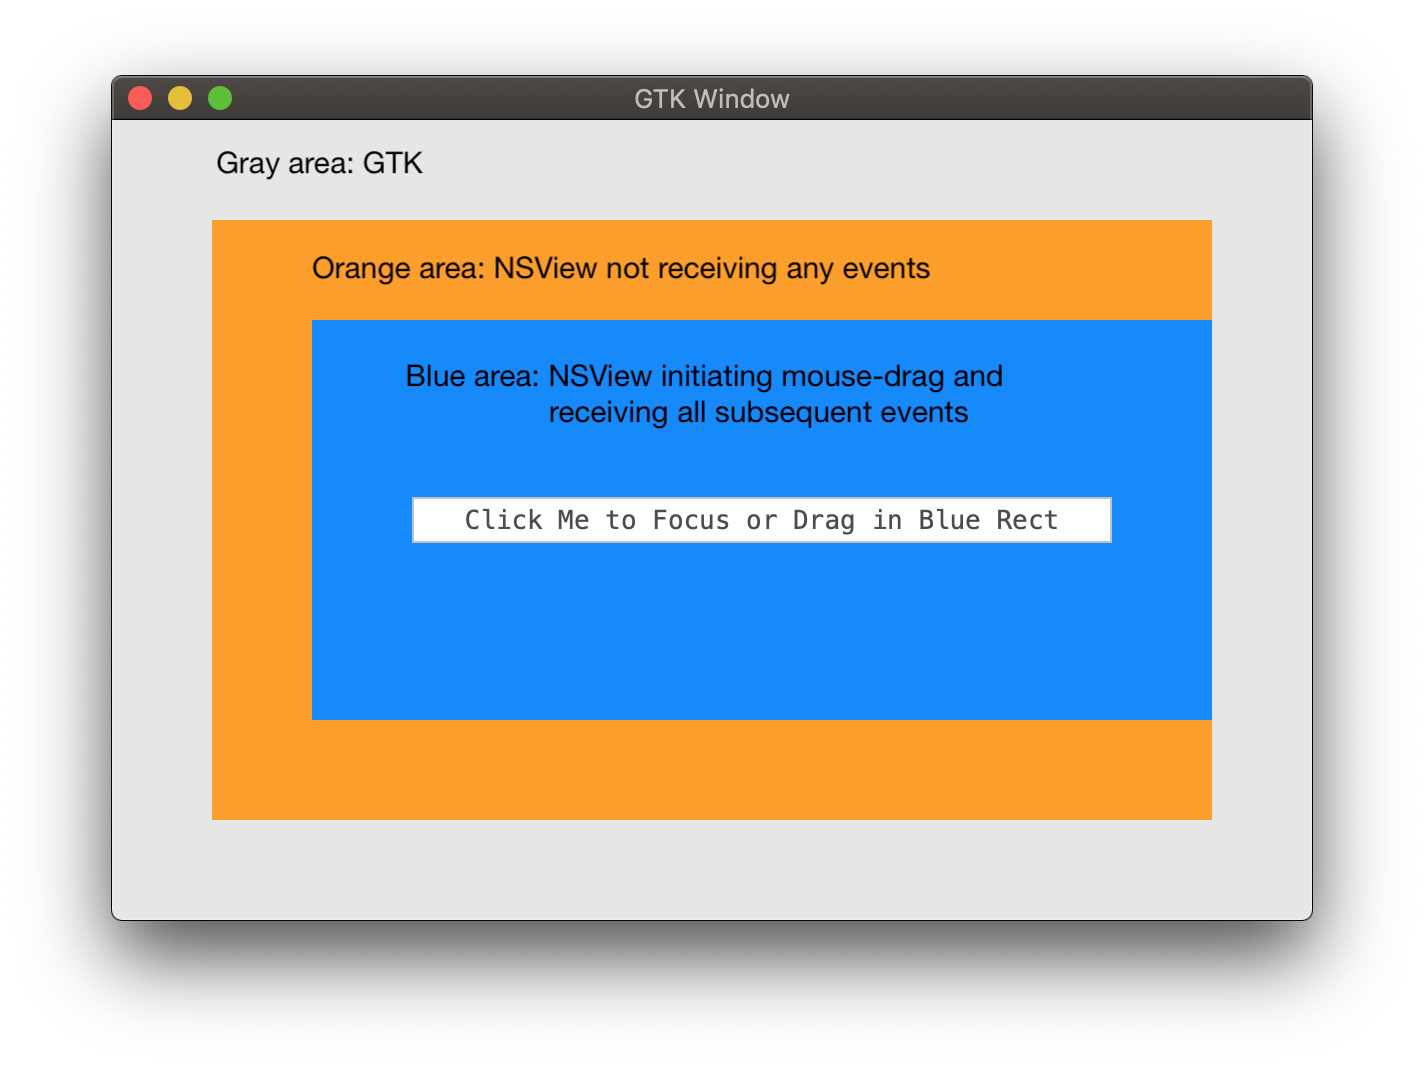 GTK Window
Gray area: GTK
Orange area: NSView not receiving any events
Blue area: NSView initiating mouse-drag and
receiving all subsequent events
Click Me to Focus or Drag in Blue Rect